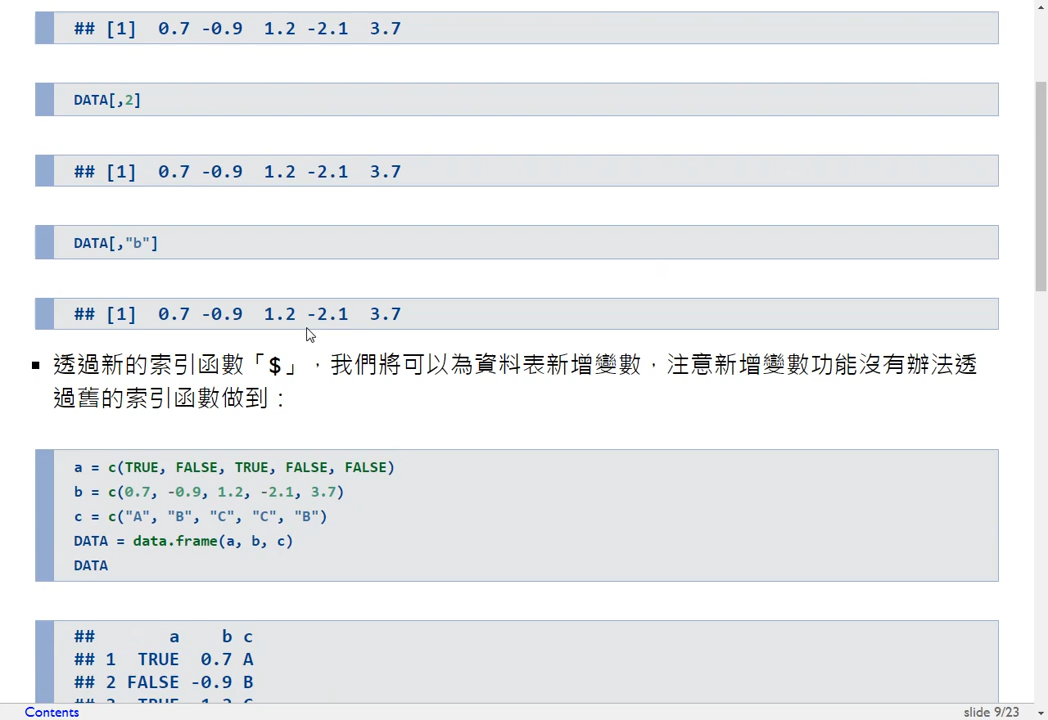 ## [1]  0.7 -0.9  1.2 -2.1  3.7
DATA[,2]
## [1]  0.7 -0.9  1.2 -2.1  3.7
DATA[,"b"]
## [1]  0.7 -0.9  1.2 -2.1  3.7
透過新的索引函數「$」，我們將可以為資料表新增變數，注意新增變數功能沒有辦法透
過舊的索引函數做到：
a = c(TRUE, FALSE, TRUE, FALSE, FALSE)
b = c(0.7, -0.9, 1.2, -2.1, 3.7)
c = c("A", "B", "C", "C", "B")
DATA = data.frame(a, b, c)
DATA
##       a    b c
## 1  TRUE  0.7 A
## 2 FALSE -0.9 B
## 3  TRUE  1.2 C
Contents
slide 9/23